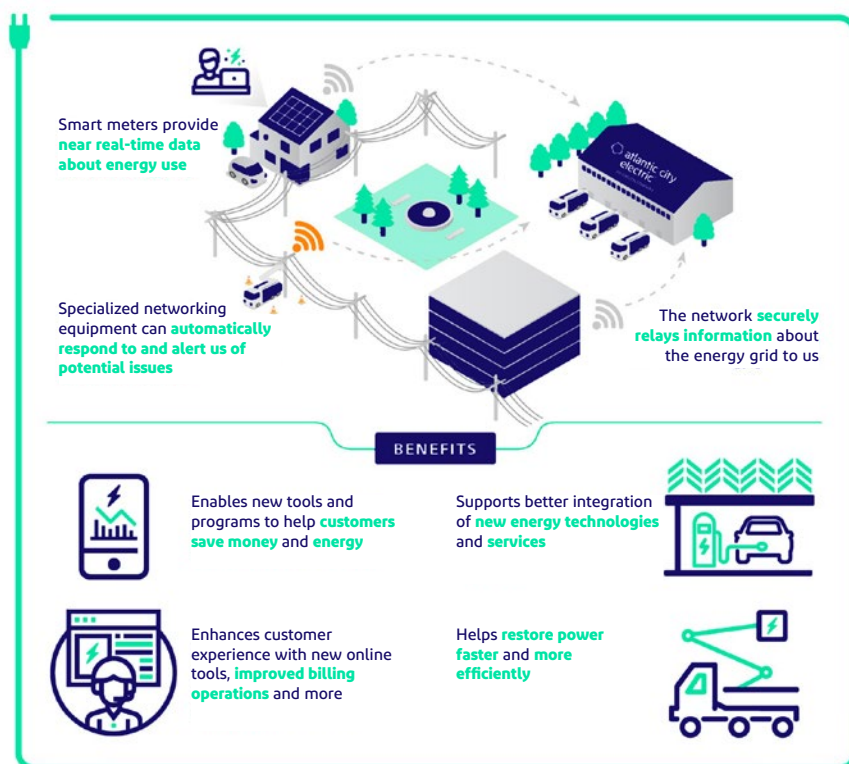 Smart meters provide
near real-time data
about energy use
atlantic city
electric
Specialized networking
equipment can automatically
respond to and alert us of
potential issues
The network securely
relays information about
the energy grid to us
BENEFITS
Enables new tools and
programs to help customers
save money and energy
Supports better integration
of new energy technologies
and services
Enhances customer
experience with new online
tools, improved billing
operations and more
Helps restore power
faster and more
efficiently